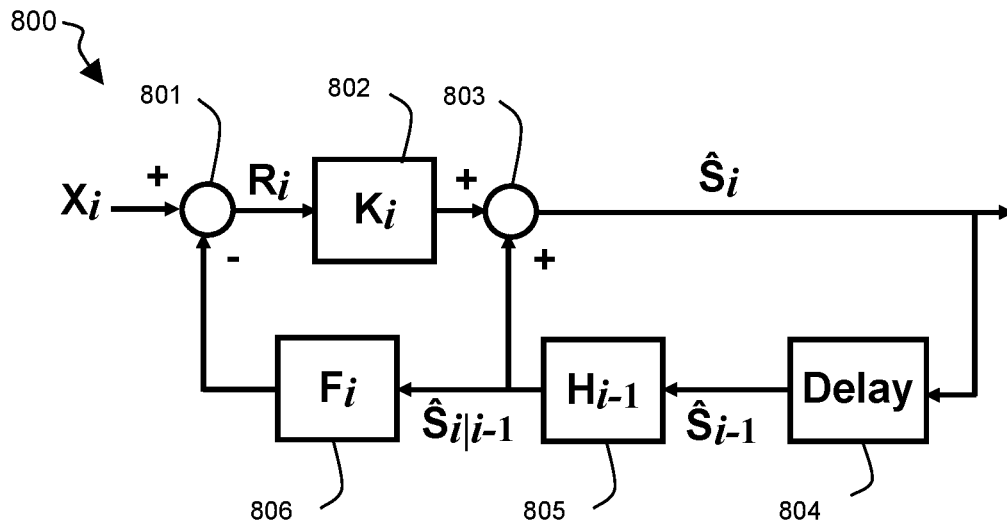 800
801
802
803
+
R𝑖
+
Ŝ𝑖
X𝑖
K𝑖
-
+
F𝑖
H𝑖-1
Delay
Ŝ𝑖|𝑖-1
Ŝ𝑖-1
806
805
804